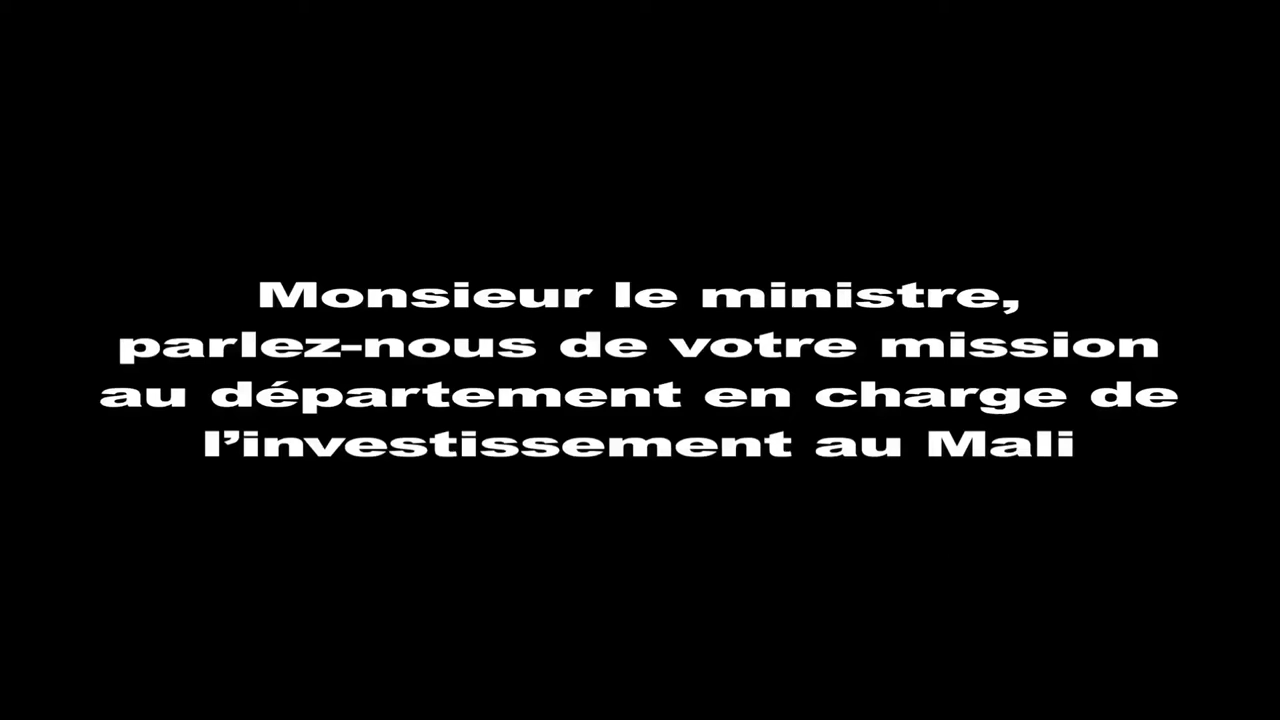 Monsieur le ministre,
parlez-nous de votre mission
au département en charge de
l’investissement au Mali